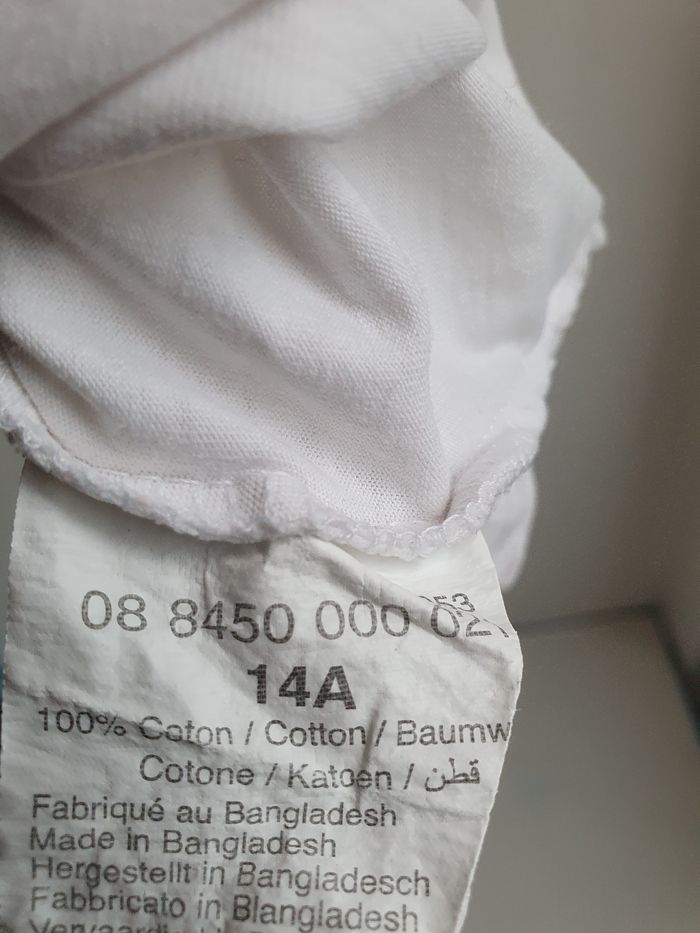 08 8450 000 02
14A
100% Coton / Cotton / Baumw
Cotone / Katoen / قطن
Fabriqué au Bangladesh
Made in Bangladesh
Hergestellt in Bangladesch
Fabbricato in Blangladesh